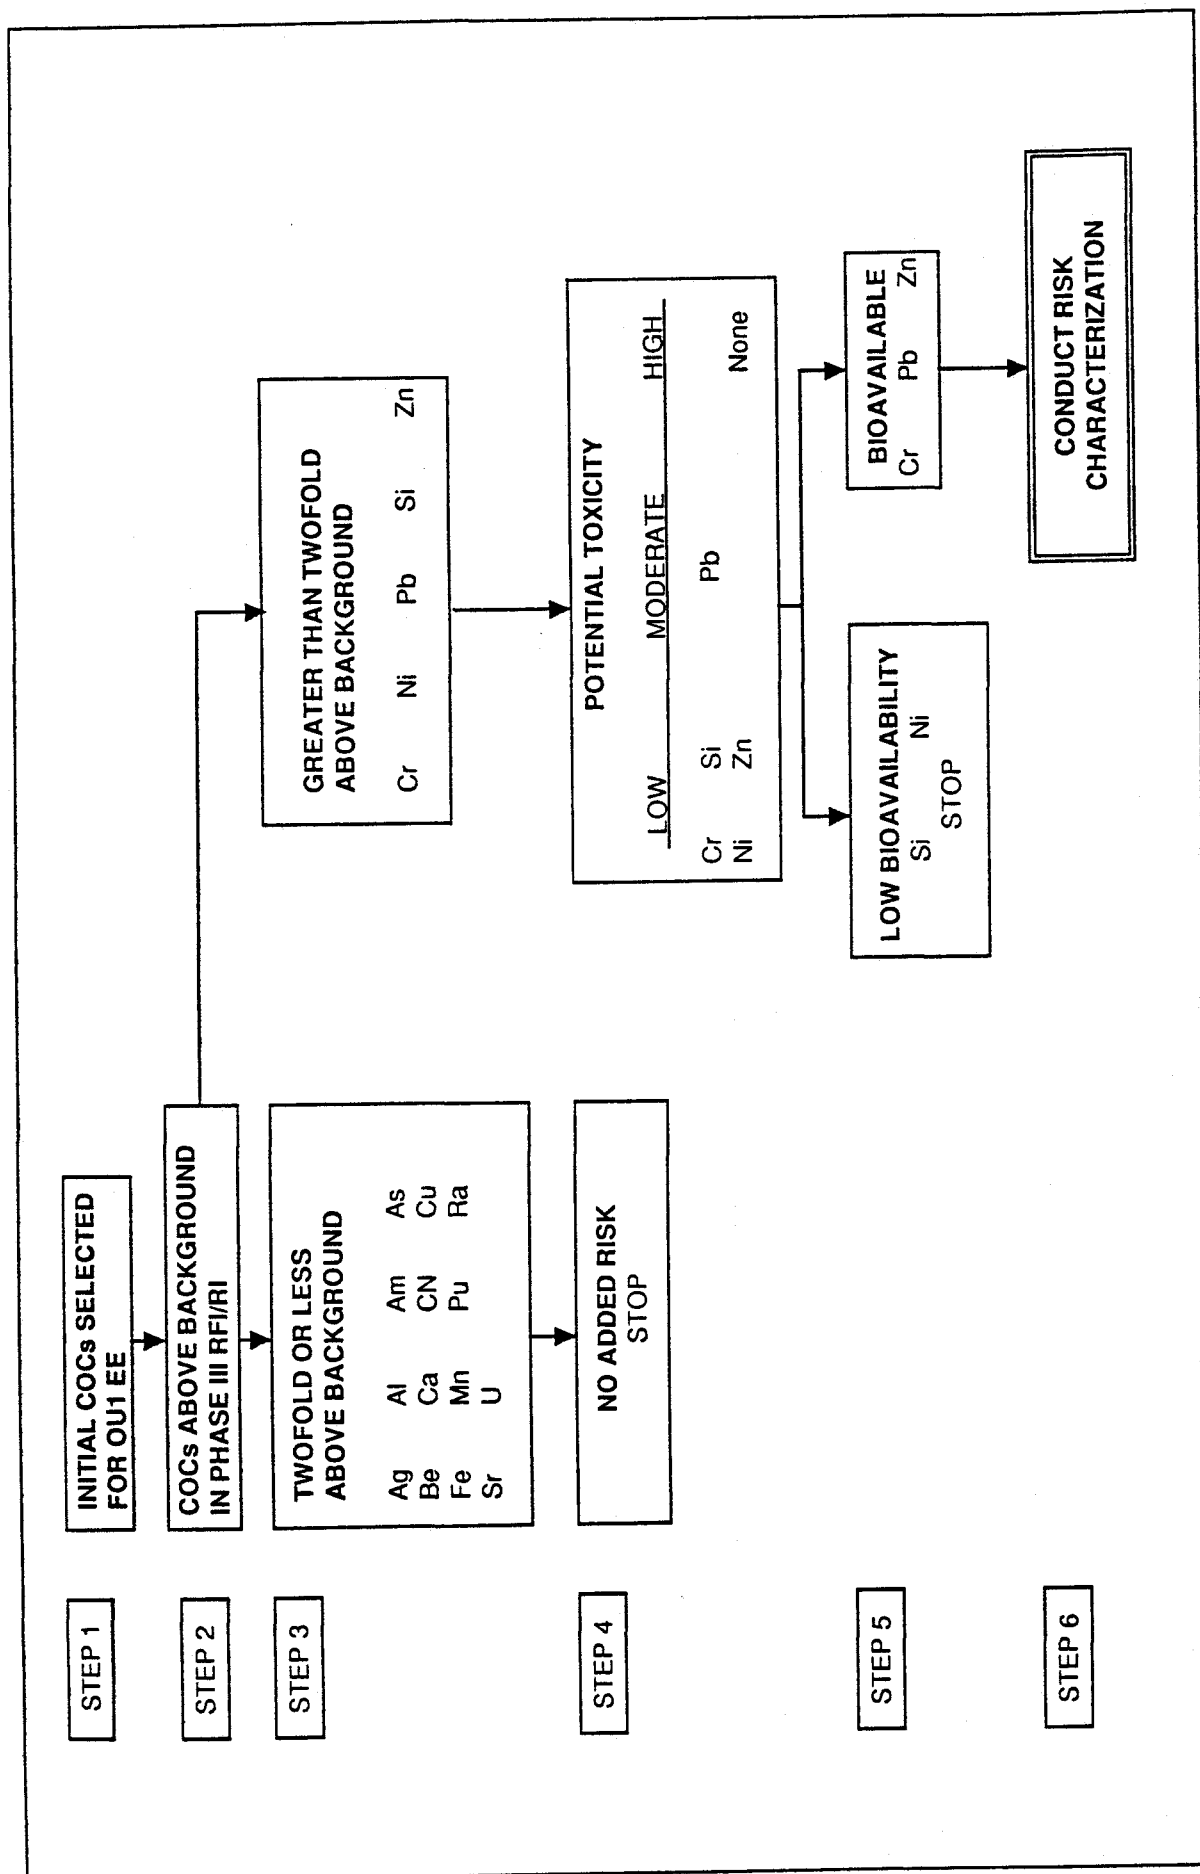 STEP 1
INITIAL COCs SELECTED
FOR OU1 EE
STEP 2
COCs ABOVE BACKGROUND
IN PHASE III RFI/RI
STEP 3
TWOFOLD OR LESS
ABOVE BACKGROUND
Ag Al Am As
Be Ca CN Cu
Fe Mn Pu Ra
Sr U
GREATER THAN TWOFOLD
ABOVE BACKGROUND
Cr Ni Pb Si Zn
STEP 4
NO ADDED RISK
STOP
POTENTIAL TOXICITY
LOW MODERATE HIGH
Cr Si Pb
Ni Zn None
STEP 5
LOW BIOAVAILABILITY
Si Ni
STOP
BIOAVAILABLE
Cr Pb Zn
STEP 6
CONDUCT RISK
CHARACTERIZATION